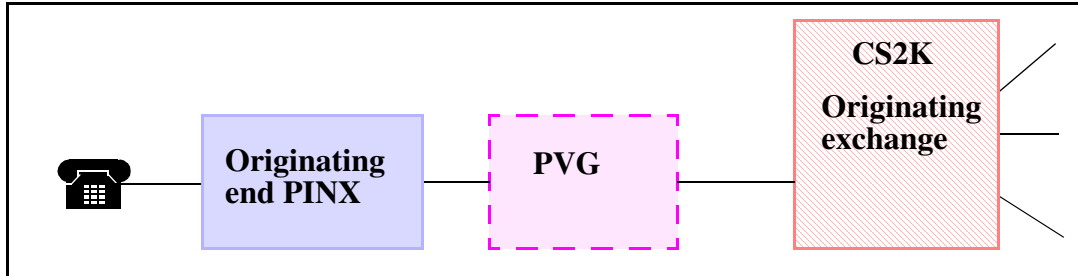 Originating
end PINX
PVG
CS2K
Originating
exchange